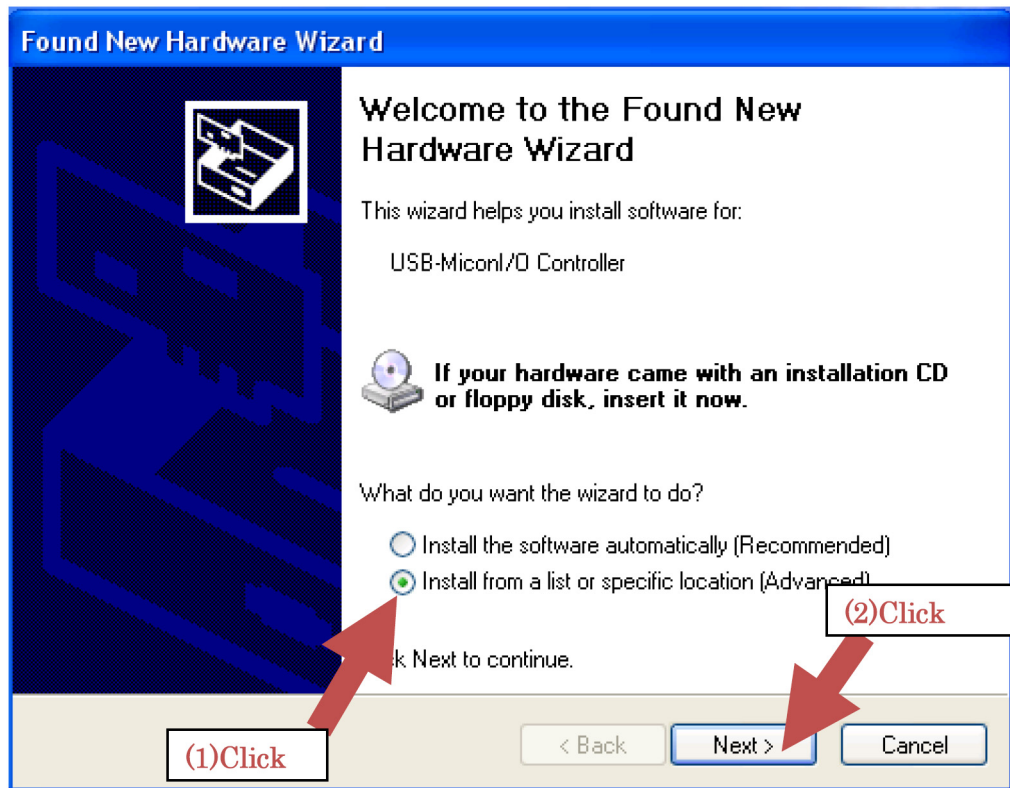 Found New Hardware Wizard
Welcome to the Found New
Hardware Wizard
This wizard helps you install software for:
USB-MiconI/O Controller
If your hardware came with an installation CD
or floppy disk, insert it now.
What do you want the wizard to do?
Install the software automatically (Recommended)
Install from a list or specific location (Advanced)
(2)Click
k Next to continue.
(1)Click
< Back
Next >
Cancel